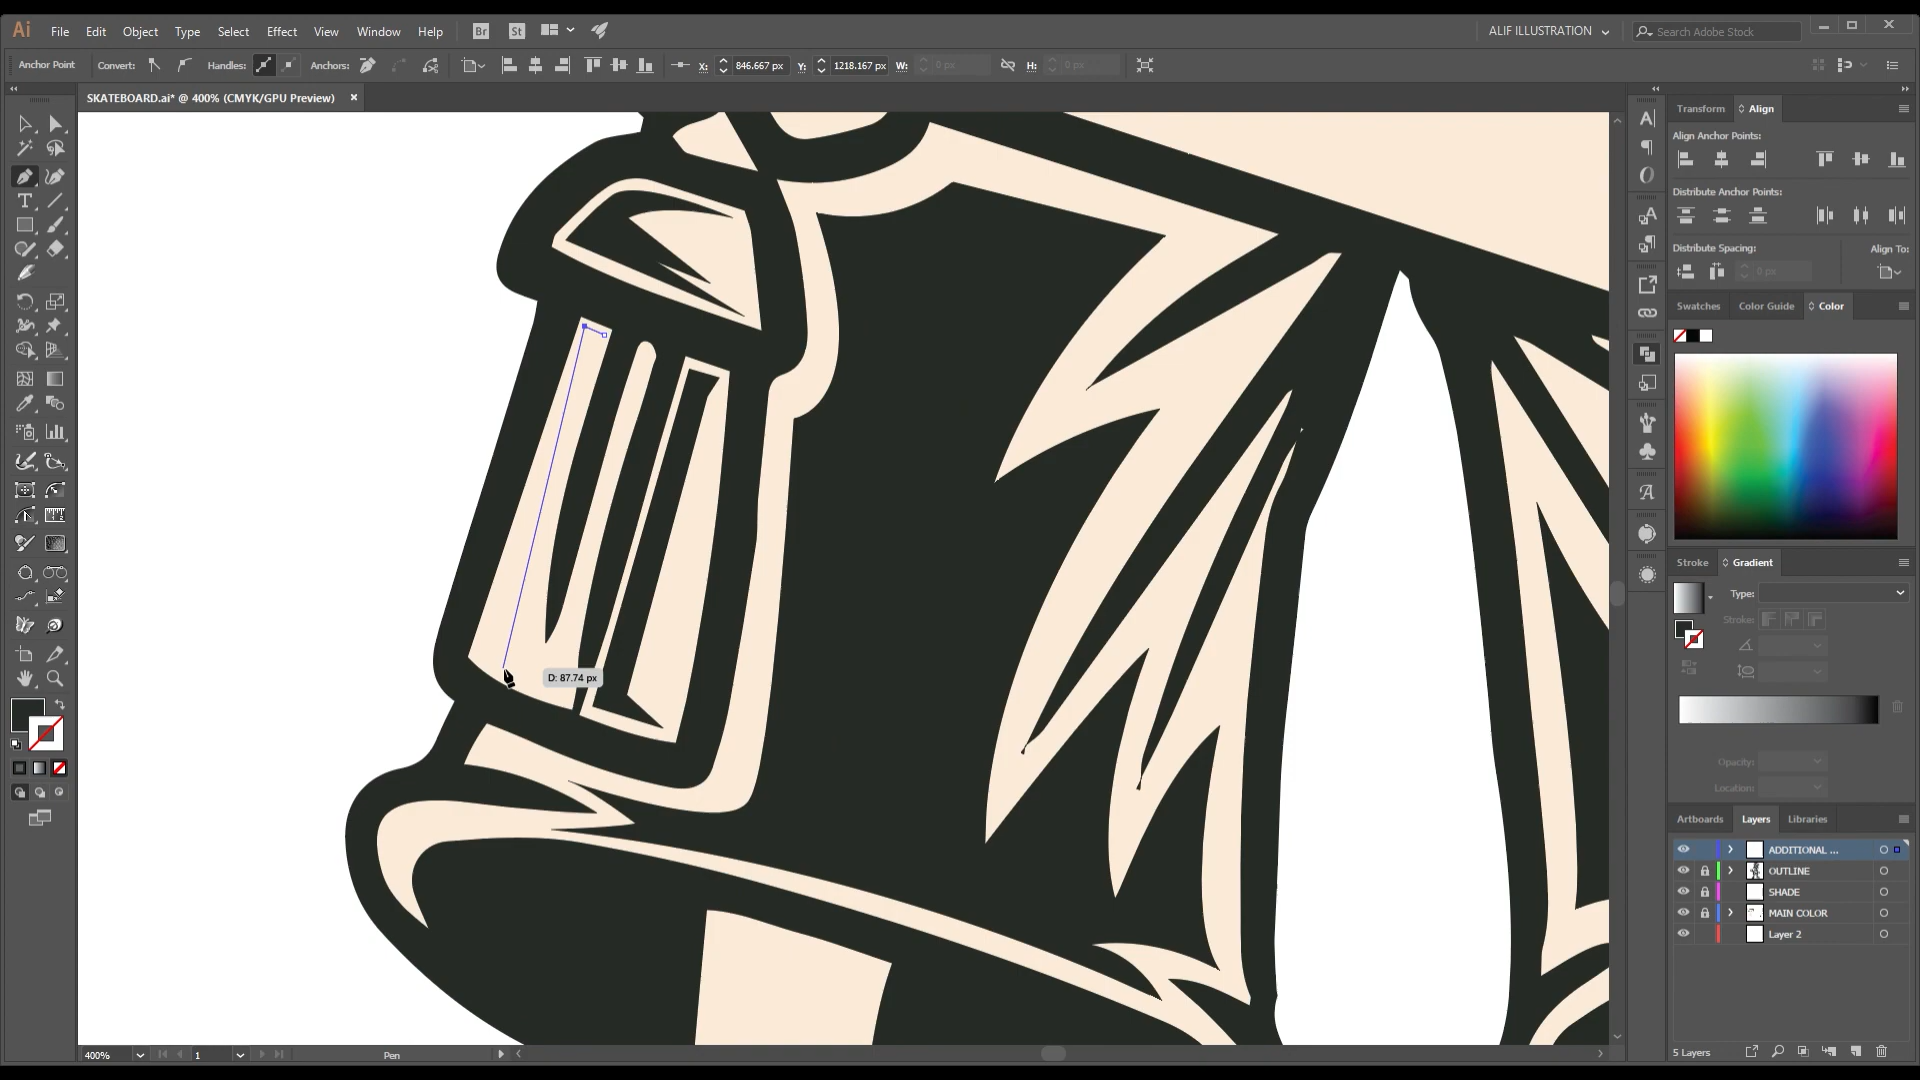 Ai File Edit Object Type Select Effect View Window Help Br St ALIF ILLUSTRATION Search Adobe Stock
Anchor Point Convert: Handles: Anchors: X: 846.667 px Y: 1218.167 px W: 0 px H: 0 px
SKATEBOARD.ai* @ 400% (CMYK/GPU Preview)
Transform Align
Align Anchor Points:
Distribute Anchor Points:
Distribute Spacing: Align To:
0 px
Swatches Color Guide Color
Stroke Gradient
Type:
Stroke:
D: 87.74 px
Opacity:
Location:
Artboards Layers Libraries
ADDITIONAL ...
OUTLINE
SHADE
MAIN COLOR
Layer 2
5 Layers
400% 1 Pen